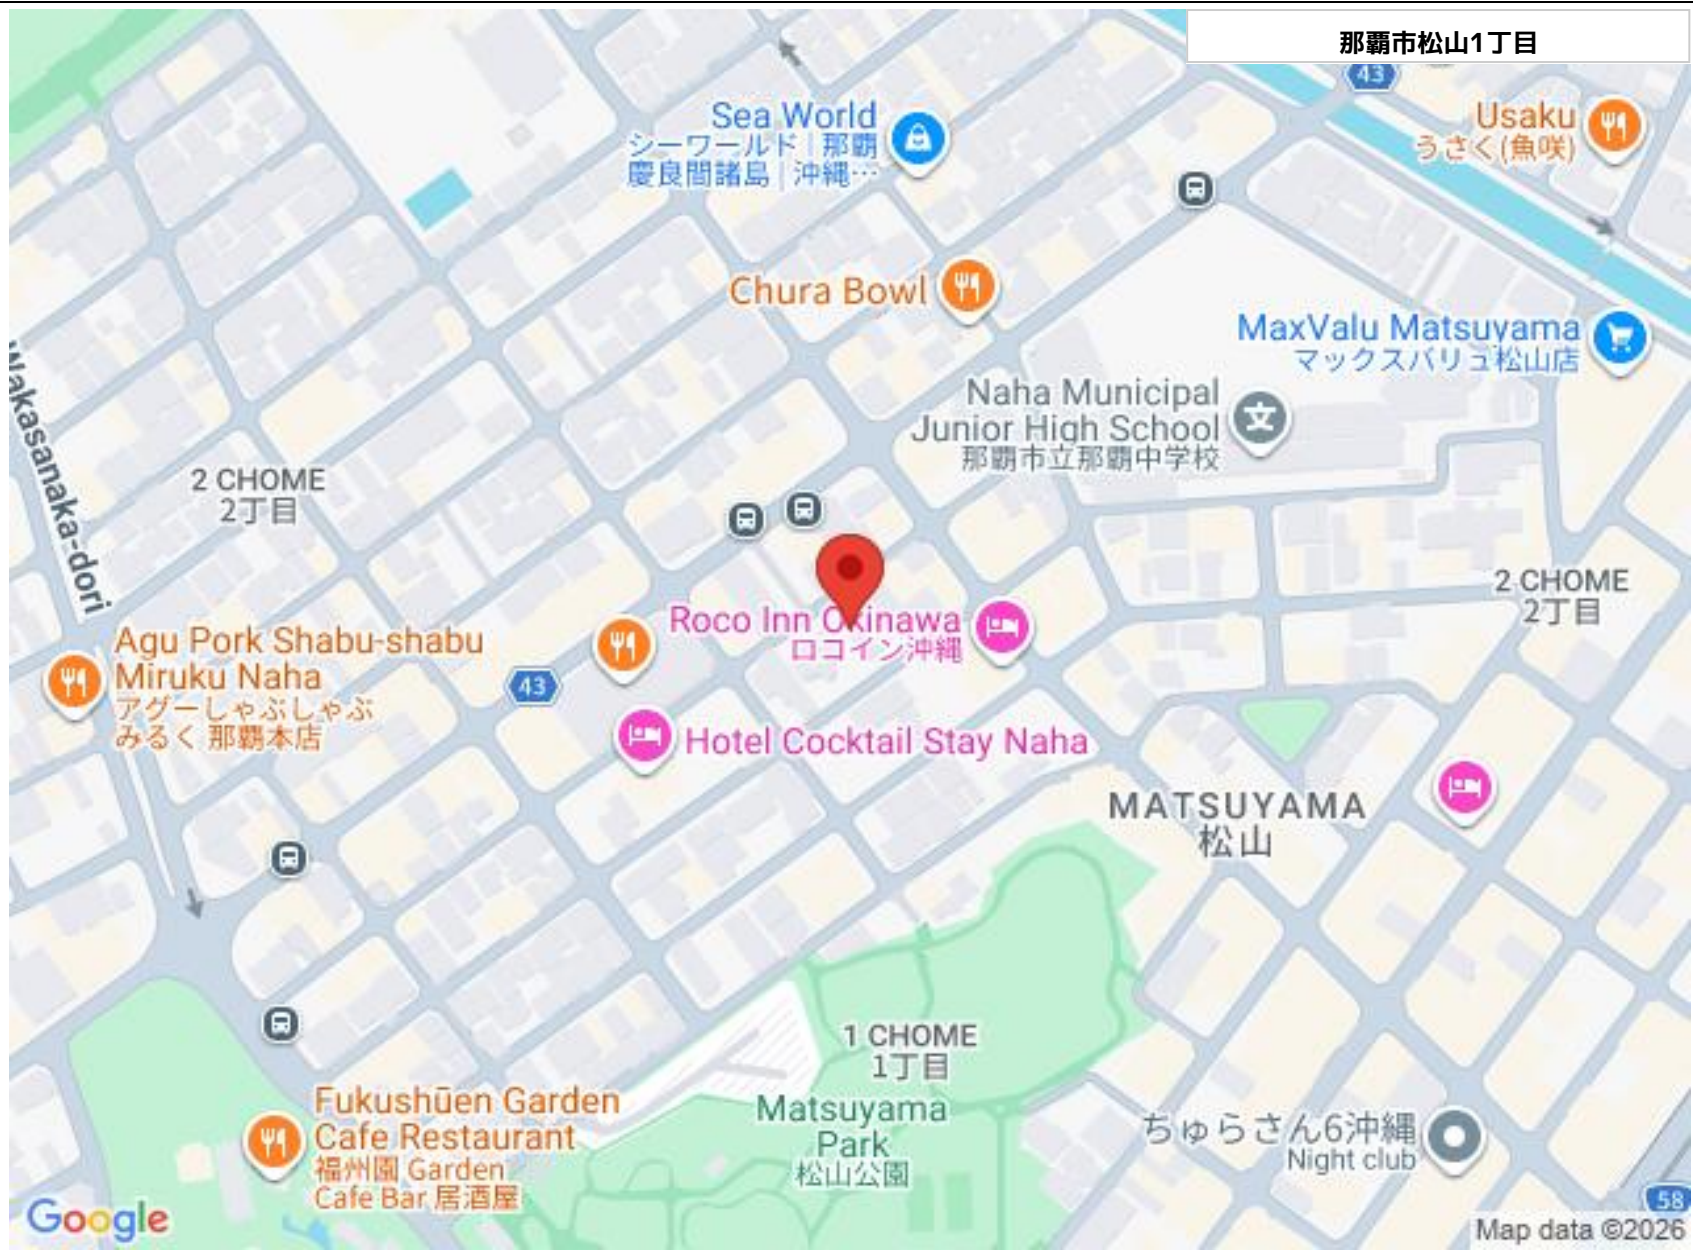 那覇市松山1丁目
43
Usaku
うさく(魚咲)
Sea World
シーワールド | 那覇
慶良間諸島 | 沖縄…
Chura Bowl
MaxValu Matsuyama
マックスバリュ松山店
Naha Municipal
Junior High School
那覇市立那覇中学校
文
Wakasanaka-dori
2 CHOME
2丁目
2 CHOME
2丁目
Roco Inn Okinawa
ロコイン沖縄
Agu Pork Shabu-shabu
Miruku Naha
アグーしゃぶしゃぶ
みるく 那覇本店
43
Hotel Cocktail Stay Naha
MATSUYAMA
松山
1 CHOME
1丁目
Matsuyama
Park
松山公園
Fukushūen Garden
Cafe Restaurant
福州園 Garden
Cafe Bar 居酒屋
ちゅらさん6沖縄
Night club
58
Google
Map data ©2026